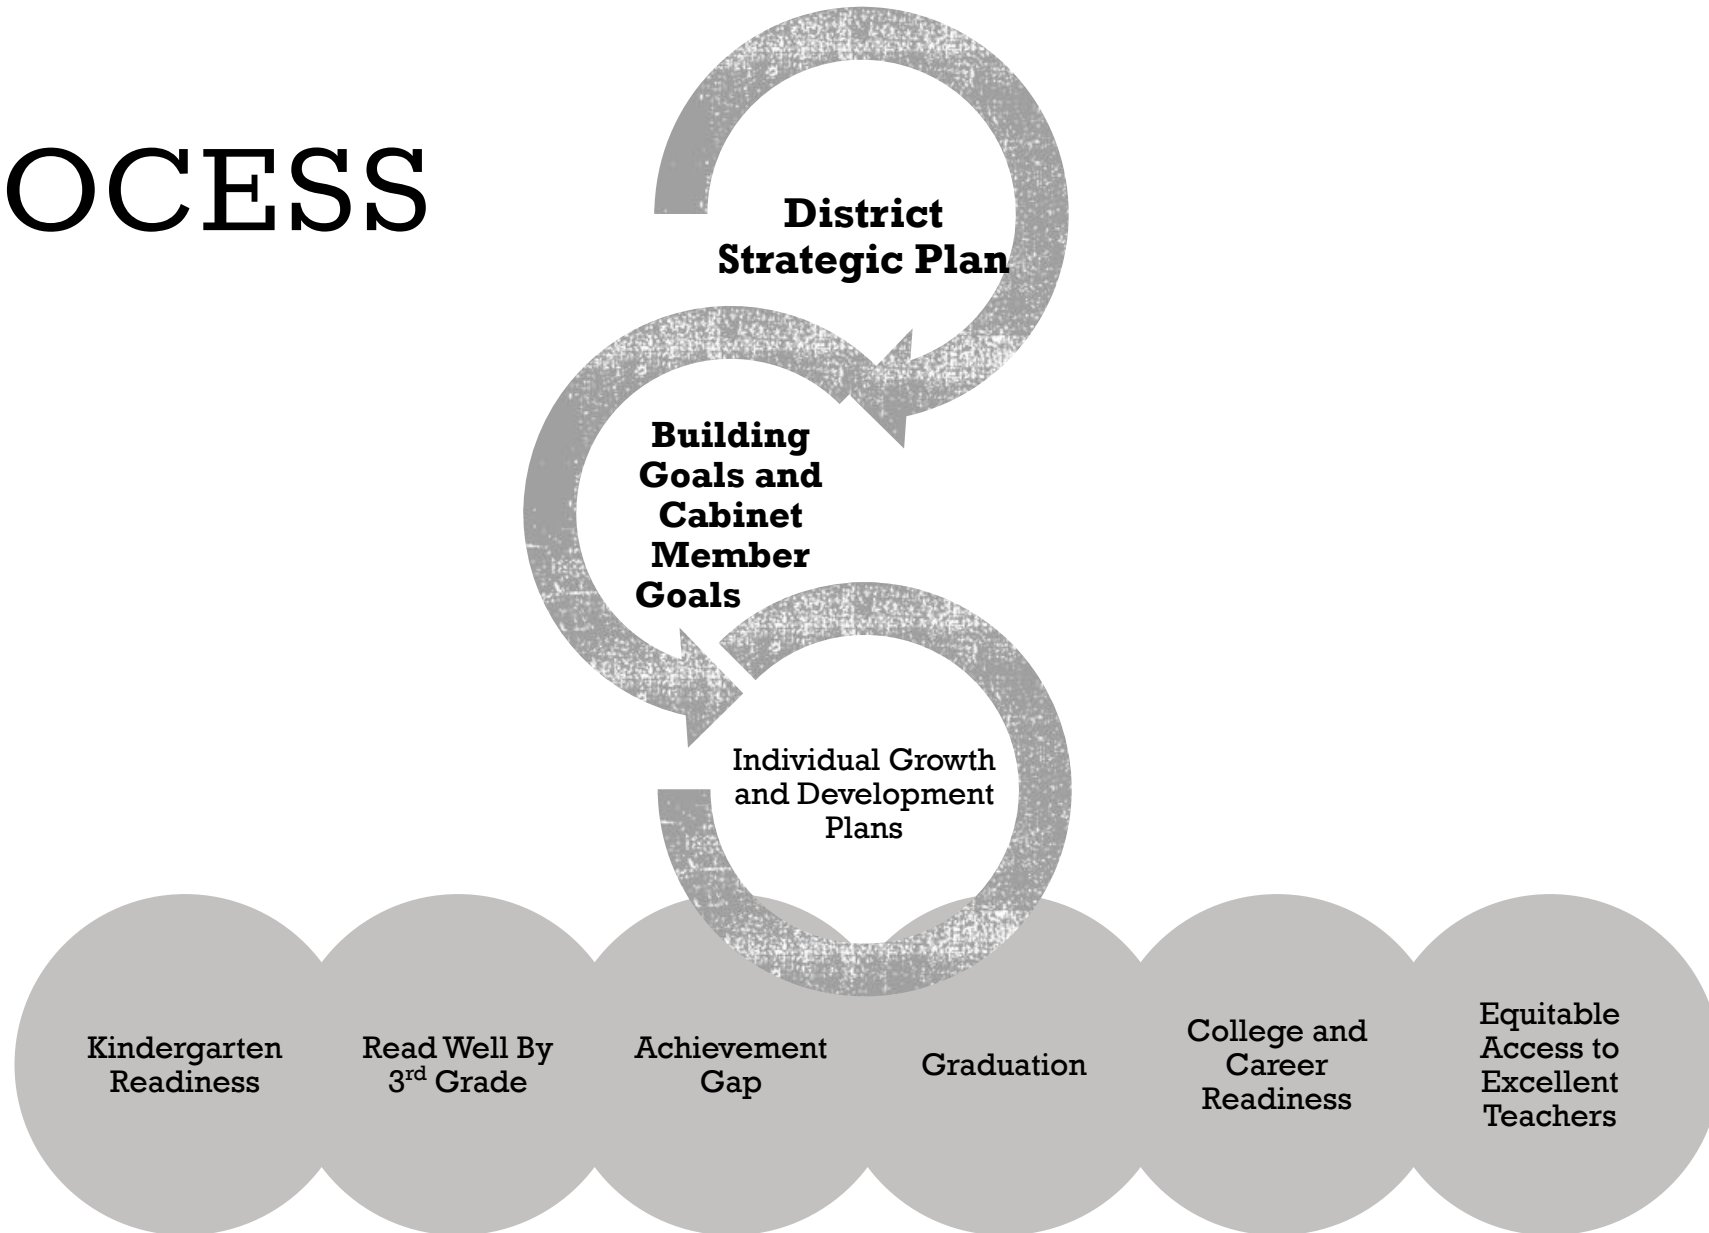 OCESS
District
Strategic Plan
Building
Goals and
Cabinet
Member
Goals
Individual Growth
and Development
Plans
Kindergarten
Readiness
Read Well By
3rd Grade
Achievement
Gap
Graduation
College and
Career
Readiness
Equitable
Access to
Excellent
Teachers